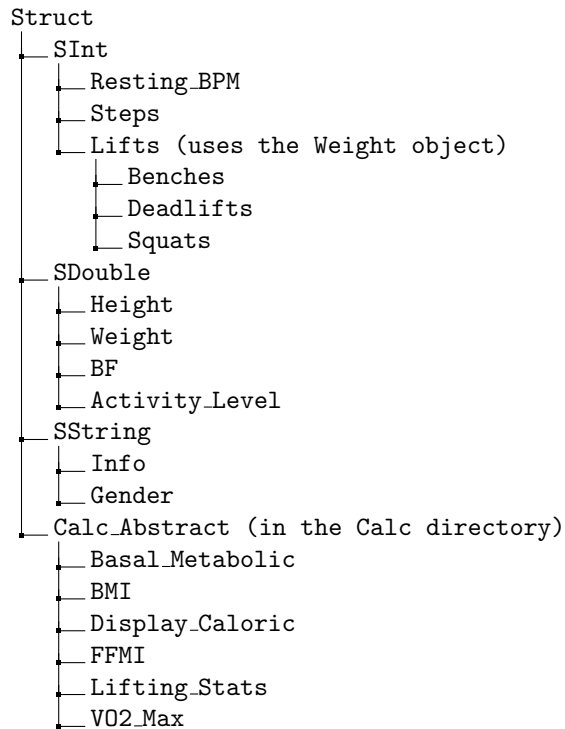 Struct
SInt
Resting_BPM
Steps
Lifts (uses the Weight object)
Benches
Deadlifts
Squats
SDouble
Height
Weight
BF
Activity_Level
SString
Info
Gender
Calc_Abstract (in the Calc directory)
Basal_Metabolic
BMI
Display_Caloric
FFMI
Lifting_Stats
VO2_Max